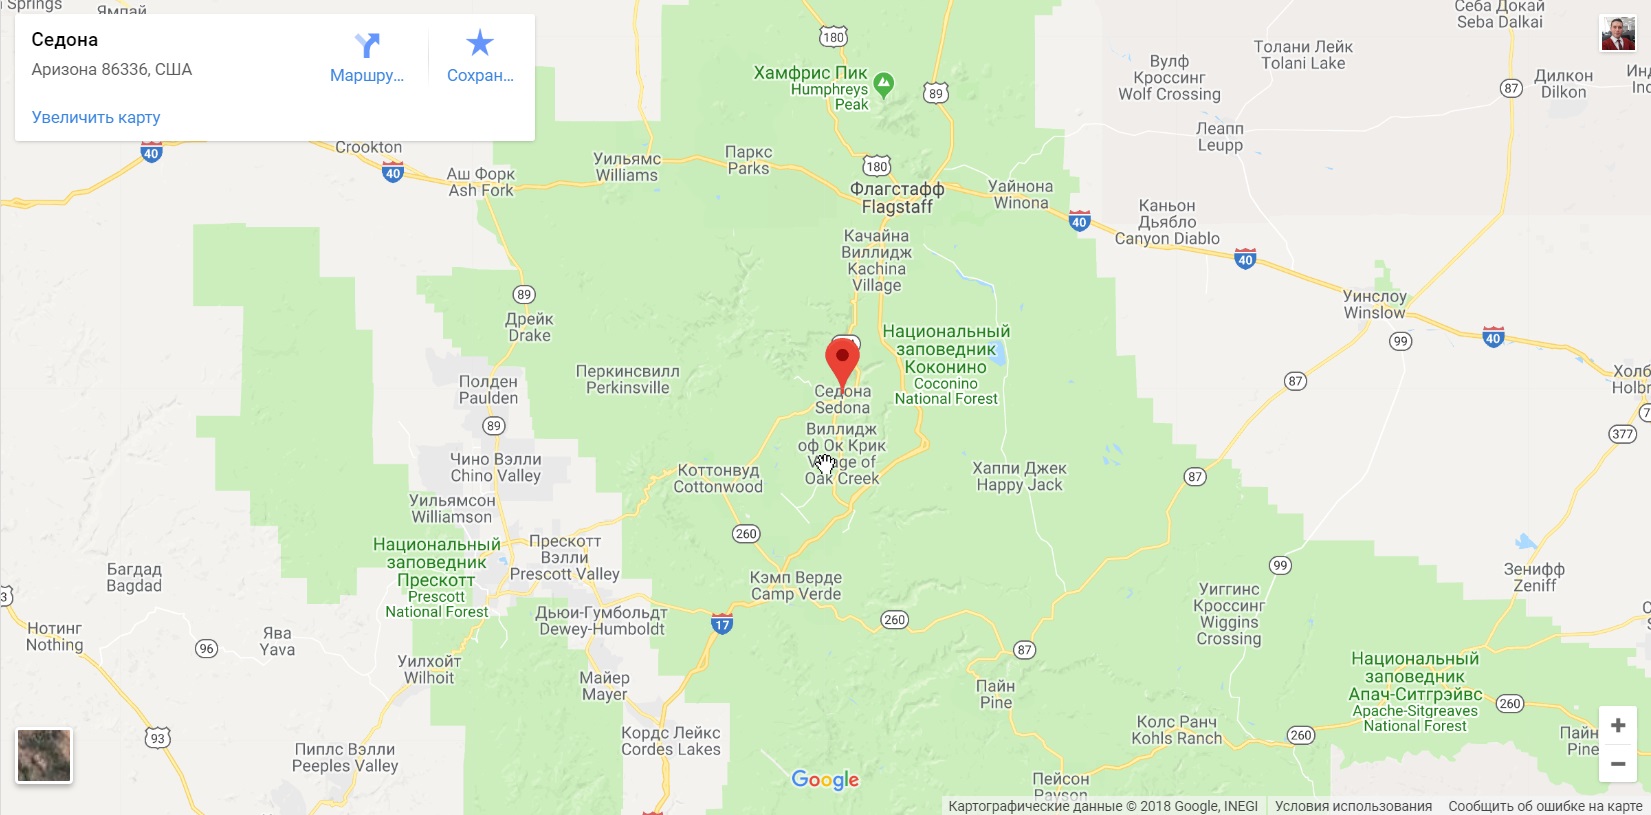 Springs
Ямпай
Седона
Аризона 86336, США
Увеличить карту
Маршру...
Сохран...
180
Хамфрис Пик
Humphreys
Peak
89
Себа Докай
Seba Dalkai
Толани Лейк
Tolani Lake
Вулф
Кроссинг
Wolf Crossing
87
Дилкон
Dilkon
Леапп
Leupp
40
Crookton
40
Аш Форк
Ash Fork
Уильямс
Williams
Паркс
Parks
180
Флагстафф
Flagstaff
Уайнона
Winona
40
Каньон
Дьябло
Canyon Diablo
40
Качайна
Виллидж
Kachina
Village
89
Дрейк
Drake
Уинслоу
Winslow
99
40
Национальный
заповедник
Коконино
Coconino
National Forest
Перкинсвилл
Perkinsville
Полден
Paulden
89
Седона
Sedona
87
Холб
Holbr
377
Виллидж
оф Ок Крик
Village of
Oak Creek
Чино Вэлли
Chino Valley
Коттонвуд
Cottonwood
Хаппи Джек
Happy Jack
87
Уильямсон
Williamson
260
Национальный
заповедник
Прескотт
Prescott
National Forest
Прескотт
Вэлли
Prescott Valley
Кэмп Верде
Camp Verde
99
Зенифф
Zeniff
Багдад
Bagdad
Дьюи-Гумбольдт
Dewey-Humboldt
17
260
Уиггинс
Кроссинг
Wiggins
Crossing
Нотинг
Nothing
96
Ява
Yava
Уилхойт
Wilhoit
87
Майер
Mayer
Пайн
Pine
Национальный
заповедник
Апач-Ситгрэйвс
Apache-Sitgreaves
National Forest
260
93
Пиплс Вэлли
Peeples Valley
Кордс Лейкс
Cordes Lakes
Колс Ранч
Kohls Ranch
260
Пайн
Pine
Google
Пейсон
Payson
Картографические данные © 2018 Google, INEGI
Условия использования
Сообщить об ошибке на карте